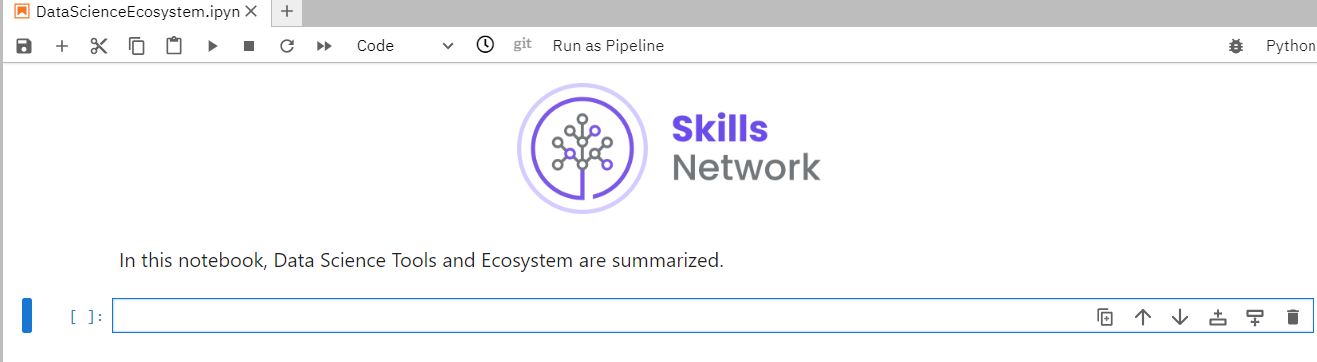 DataScienceEcosystem.ipyn
Code git Run as Pipeline Python
Skills
Network
In this notebook, Data Science Tools and Ecosystem are summarized.
[ ]: